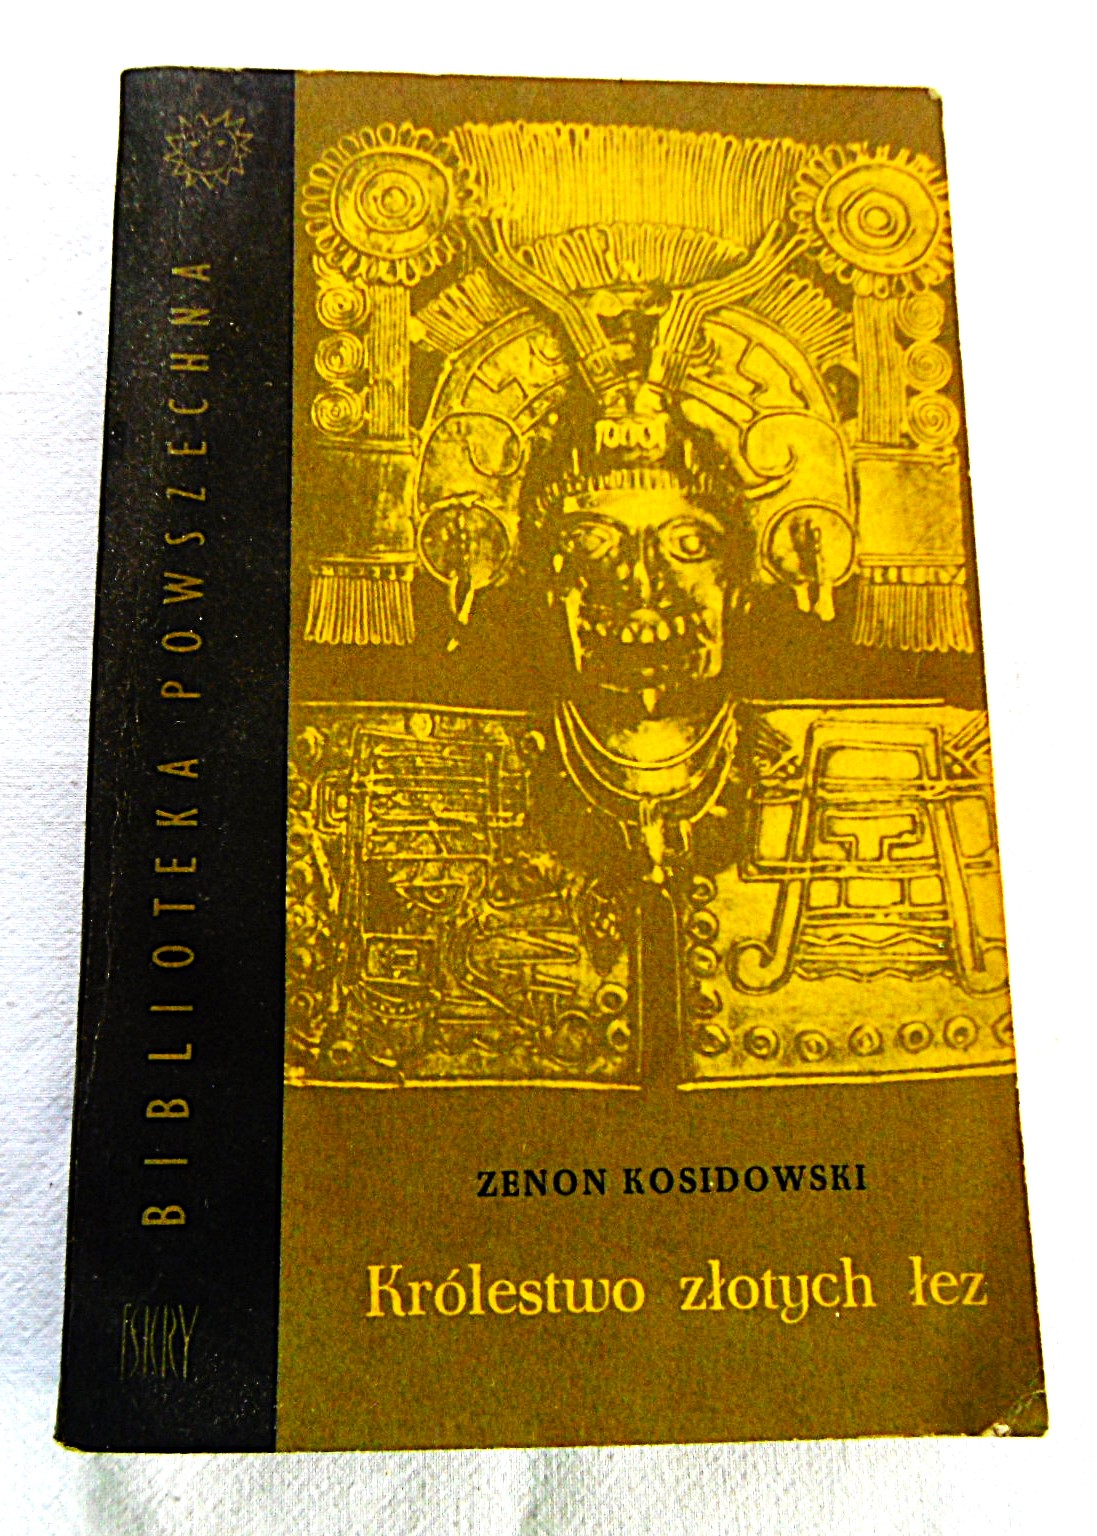 BIBLIOTEKA POWSZECHNA
ISKRY
ZENON KOSIDOWSKI
Królestwo złotych łez